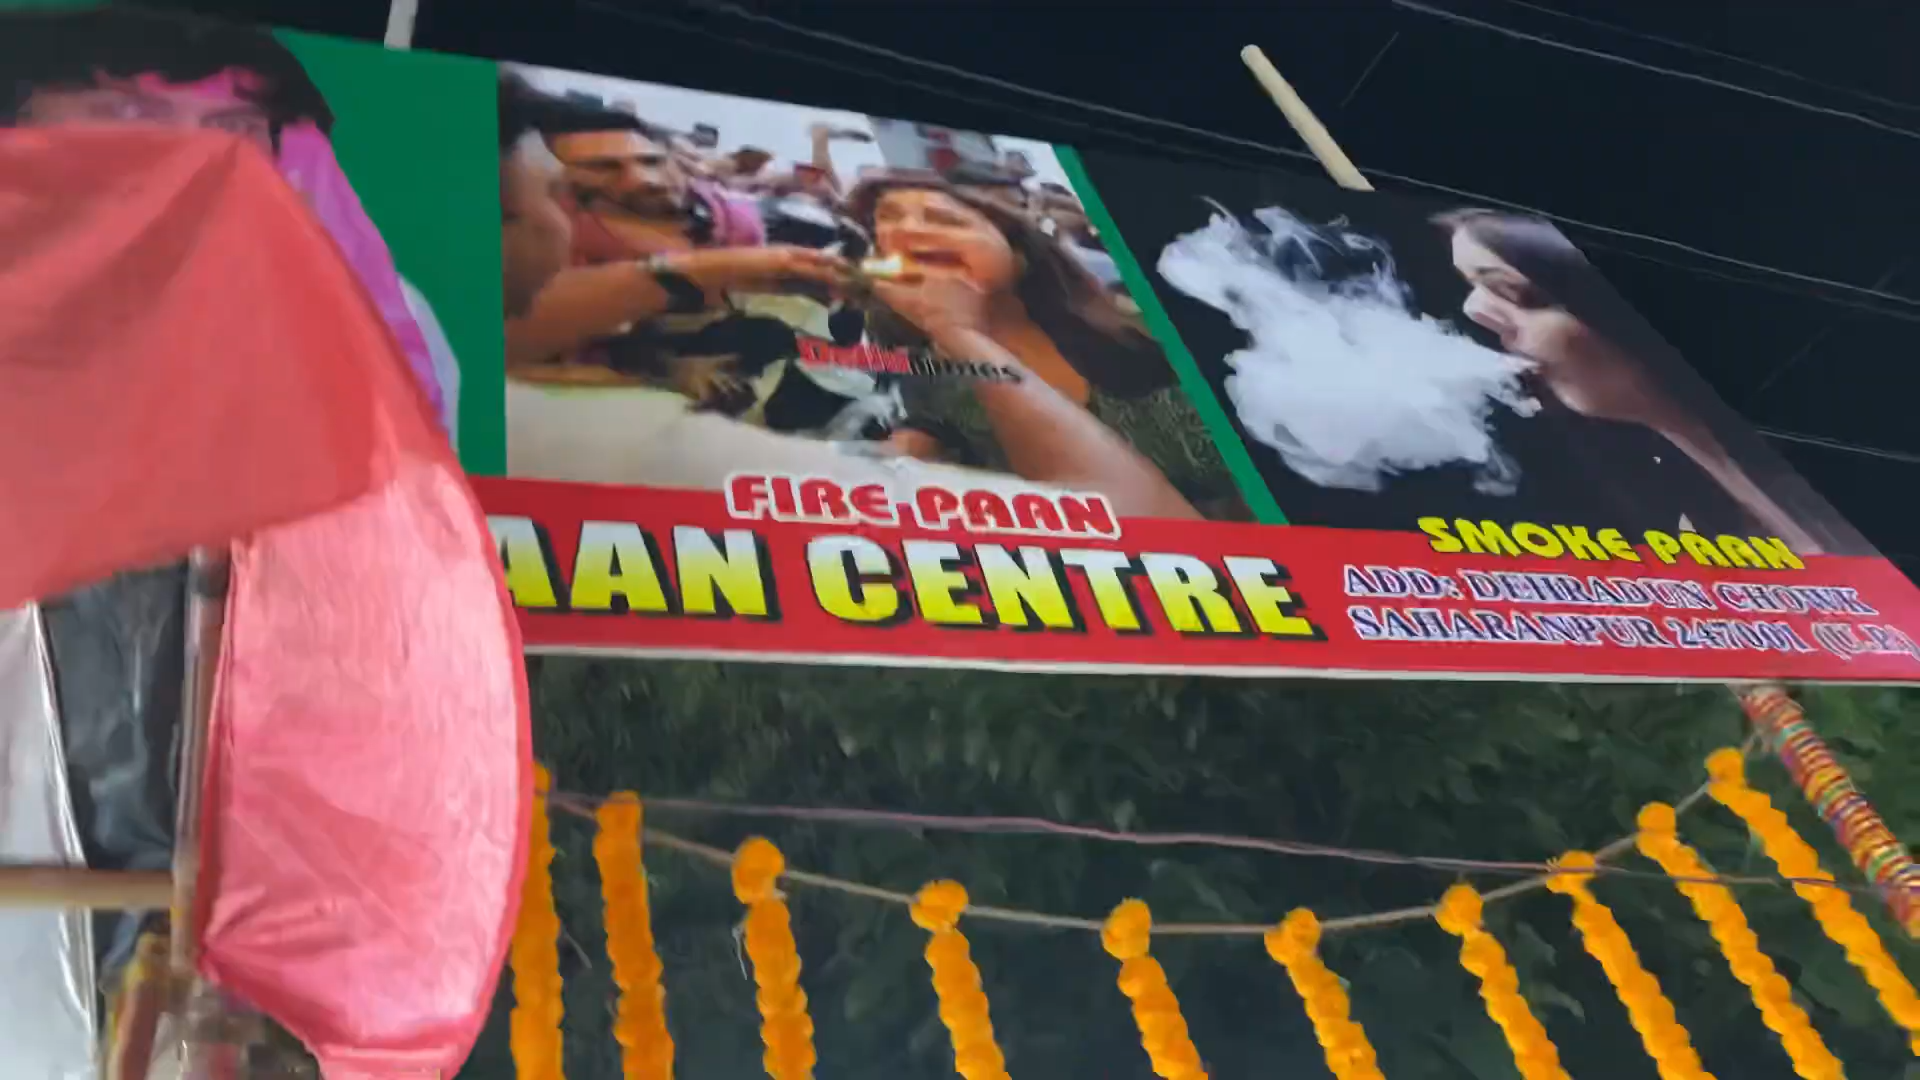 FIRE PAAN
AAN CENTRE
SMOKE PAAN
ADD: DEHRADUN CHOWK
SAHARANPUR 247001 (U.P.)